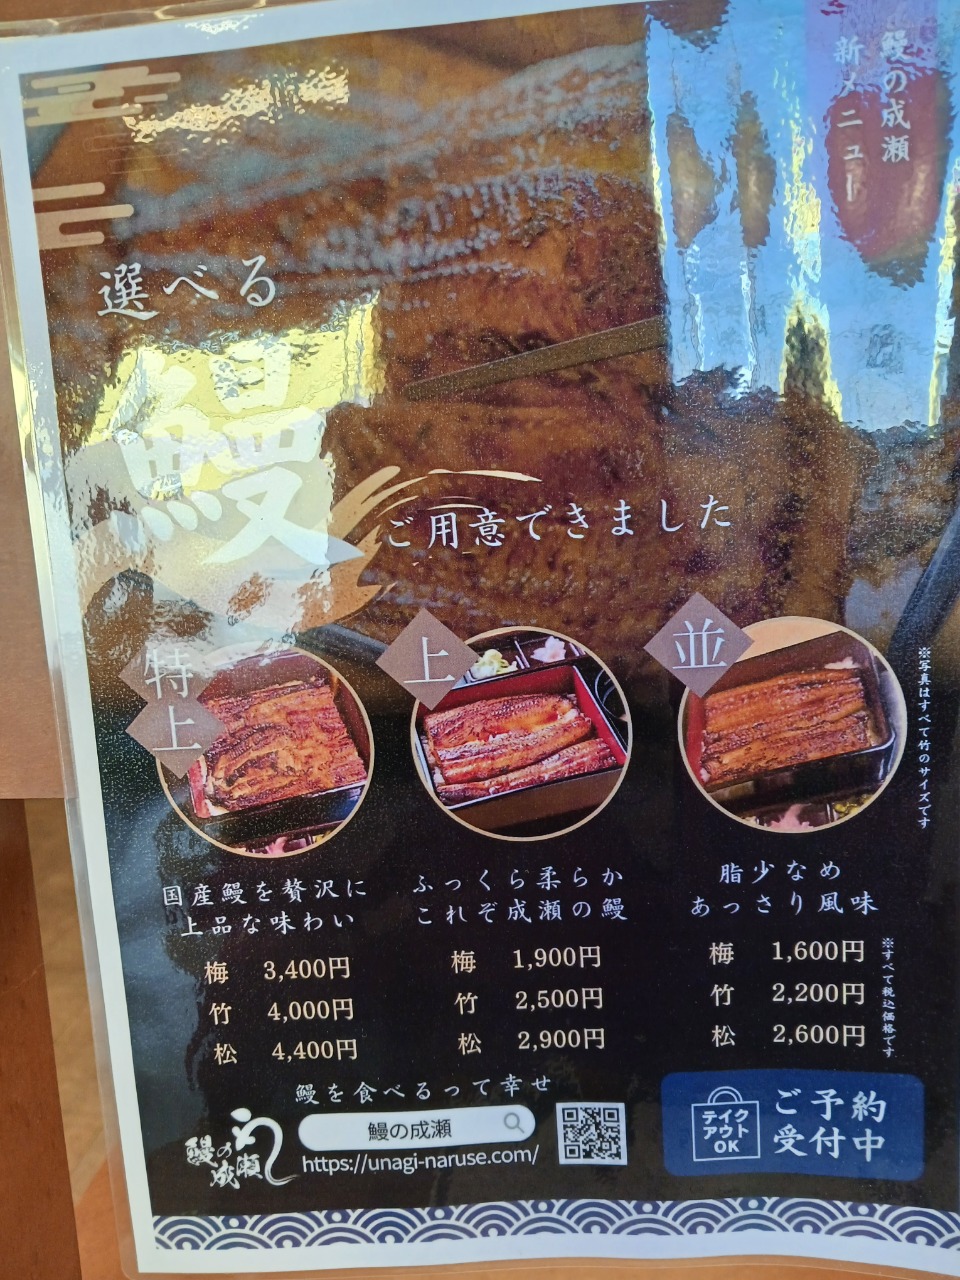 鰻の成瀬
新メニュー
選べる
鰻
ご用意できました
特上
上
並
※写真はすべて竹のサイズです
国産鰻を贅沢に
上品な味わい
梅 3,400円
竹 4,000円
松 4,400円
ふっくら柔らか
これぞ成瀬の鰻
梅 1,900円
竹 2,500円
松 2,900円
脂少なめ
あっさり風味
梅 1,600円
竹 2,200円
松 2,600円
※すべて税込価格です
鰻を食べるって幸せ
鰻の成瀬
鰻の成瀬
https://unagi-naruse.com/
テイク
アウト
OK
ご予約
受付中